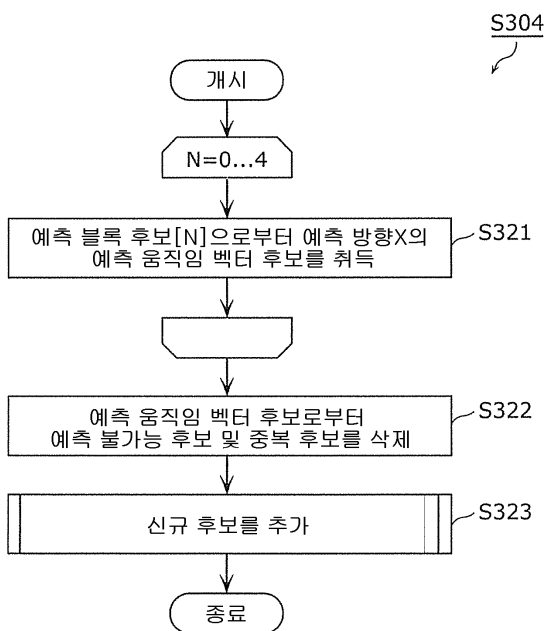 S304
개시
N=0...4
예측 블록 후보[N]으로부터 예측 방향X의
예측 움직임 벡터 후보를 취득
S321
예측 움직임 벡터 후보로부터
예측 불가능 후보 및 중복 후보를 삭제
S322
신규 후보를 추가
S323
종료